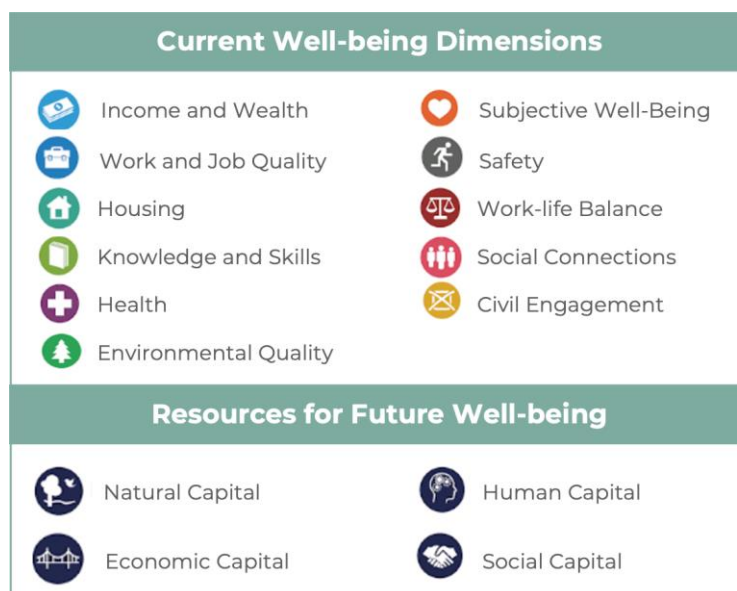 Current Well-being Dimensions
Income and Wealth
Work and Job Quality
Housing
Knowledge and Skills
Health
Environmental Quality
Subjective Well-Being
Safety
Work-life Balance
Social Connections
Civil Engagement
Resources for Future Well-being
Natural Capital
Economic Capital
Human Capital
Social Capital